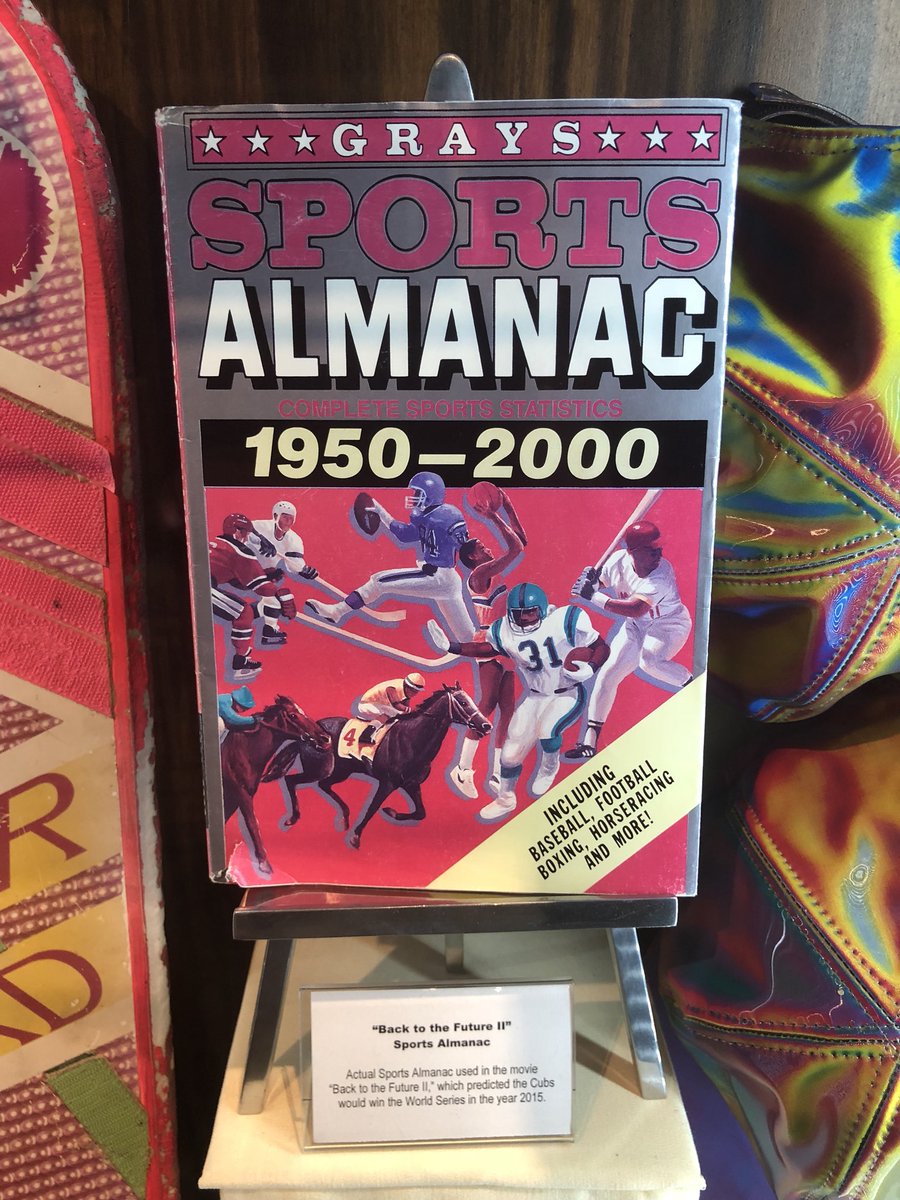 ★ ★ ★ GRAYS ★ ★ ★
SPORTS
ALMANAC
COMPLETE SPORTS STATISTICS
1950—2000
31
4
INCLUDING
BASEBALL, FOOTBALL
BOXING, HORSERACING
AND MORE!
“Back to the Future II”
Sports Almanac
Actual Sports Almanac used in the movie
“Back to the Future II,” which predicted the Cubs
would win the World Series in the year 2015.